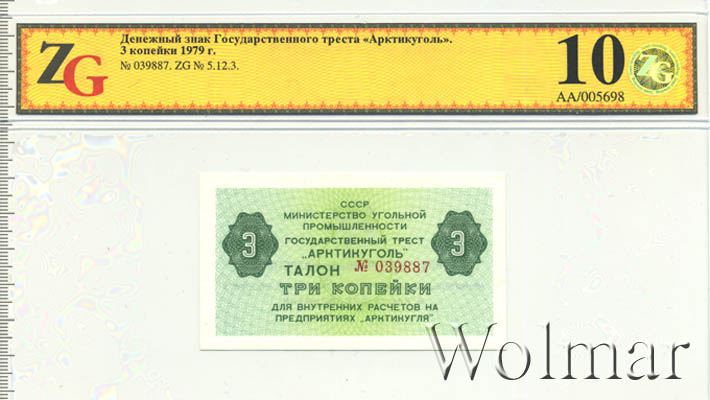 ZG
Денежный знак Государственного треста «Арктикуголь».
3 копейки 1979 г.
№ 039887. ZG № 5.12.3.
10
ZG
AA/005698
СССР
МИНИСТЕРСТВО УГОЛЬНОЙ
ПРОМЫШЛЕННОСТИ
ГОСУДАРСТВЕННЫЙ ТРЕСТ
„АРКТИКУГОЛЬ"
3
3
ТАЛОН № 039887
ТРИ КОПЕЙКИ
ДЛЯ ВНУТРЕННИХ РАСЧЕТОВ НА
ПРЕДПРИЯТИЯХ „АРКТИКУГЛЯ"
Wolmar